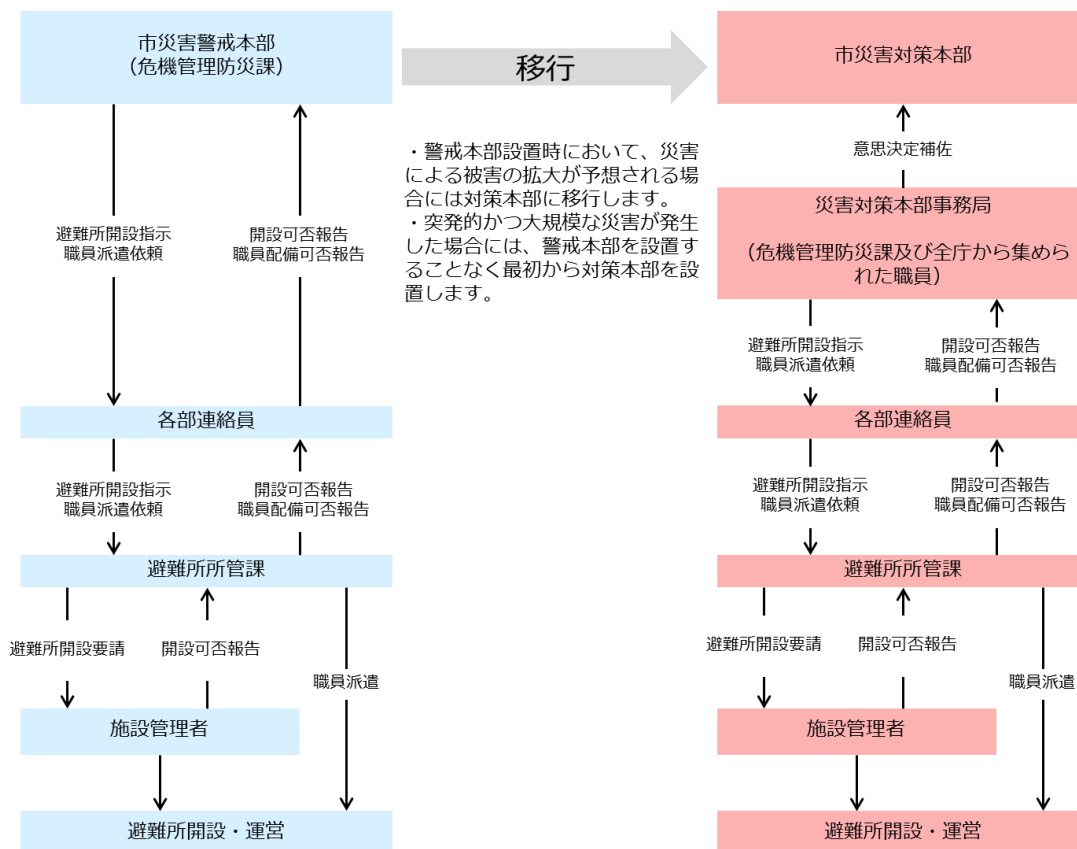 市災害警戒本部
（危機管理防災課）
移行
市災害対策本部
・警戒本部設置時において、災害
による被害の拡大が予想される場
合には対策本部に移行します。
・突発的かつ大規模な災害が発生
した場合には、警戒本部を設置す
ることなく最初から対策本部を設
置します。
意思決定補佐
災害対策本部事務局
（危機管理防災課及び全庁から集めら
れた職員）
避難所開設指示
職員派遣依頼
開設可否報告
職員配備可否報告
避難所開設指示
職員派遣依頼
開設可否報告
職員配備可否報告
各部連絡員
各部連絡員
避難所開設指示
職員派遣依頼
開設可否報告
職員配備可否報告
避難所開設指示
職員派遣依頼
開設可否報告
職員配備可否報告
避難所所管課
避難所所管課
避難所開設要請
開設可否報告
職員派遣
避難所開設要請
開設可否報告
職員派遣
施設管理者
施設管理者
避難所開設・運営
避難所開設・運営